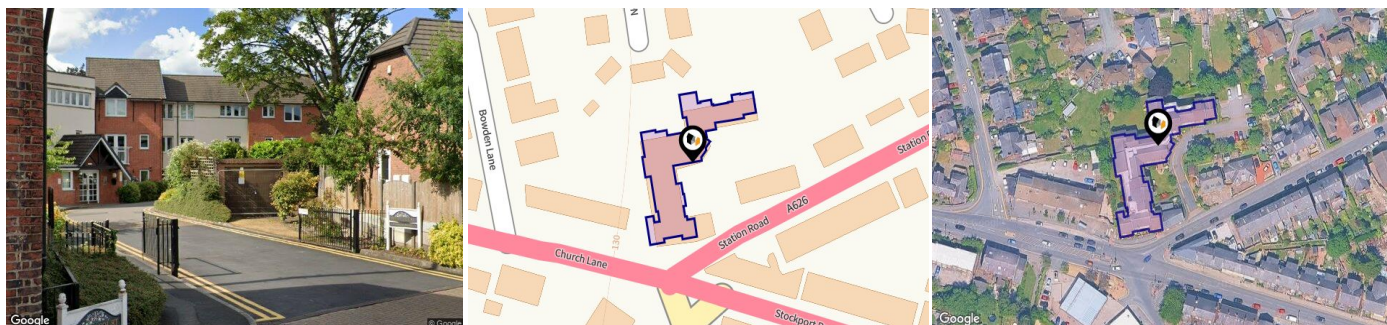 Google
© Google
N
Bowden Lane
130
Church Lane
Station Road
A626
Station R
Stockport R
Google